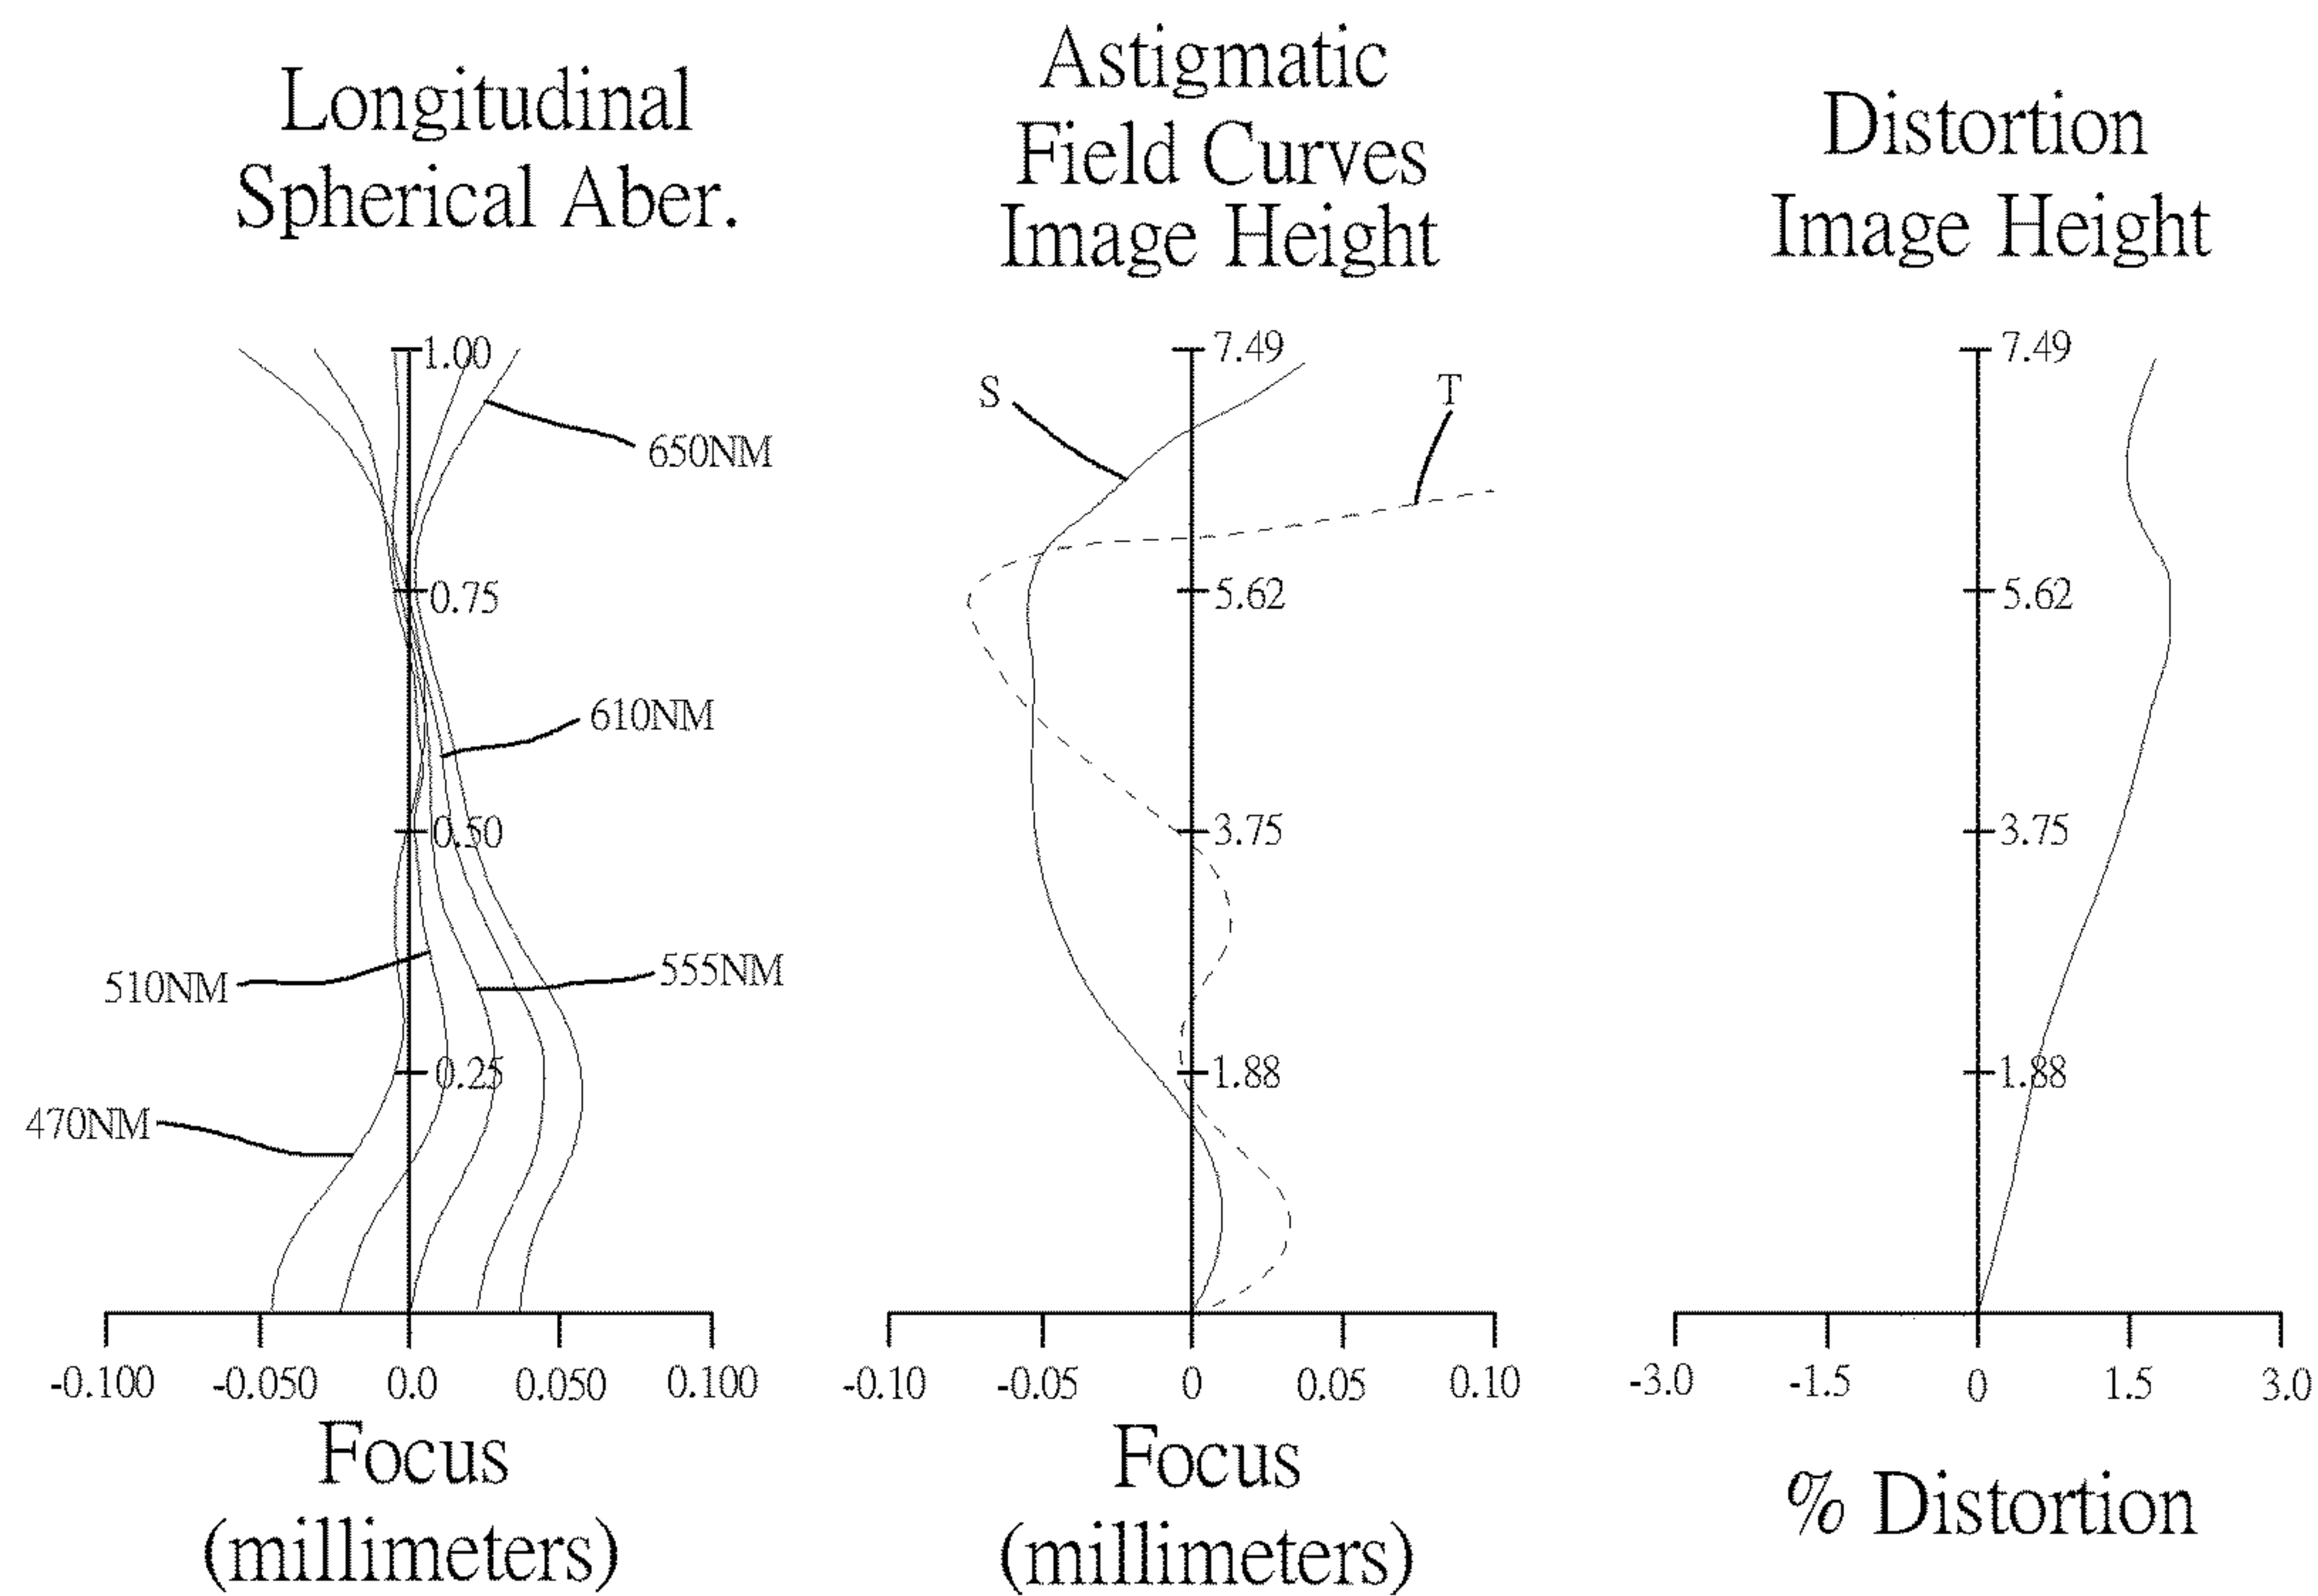 Longitudinal
Spherical Aber.
1.00
650NM
0.75
610NM
0.50
510NM
555NM
0.25
470NM
-0.100 -0.050 0.0 0.050 0.100
Focus
(millimeters)
Astigmatic
Field Curves
Image Height
7.49
S
T
5.62
3.75
1.88
-0.10 -0.05 0 0.05 0.10
Focus
(millimeters)
Distortion
Image Height
7.49
5.62
3.75
1.88
-3.0 -1.5 0 1.5 3.0
% Distortion